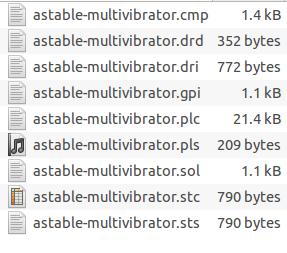 astable-multivibrator.cmp 1.4 kB
astable-multivibrator.drd 352 bytes
astable-multivibrator.dri 772 bytes
astable-multivibrator.gpi 1.1 kB
astable-multivibrator.plc 21.4 kB
astable-multivibrator.pls 209 bytes
astable-multivibrator.sol 1.1 kB
astable-multivibrator.stc 790 bytes
astable-multivibrator.sts 790 bytes